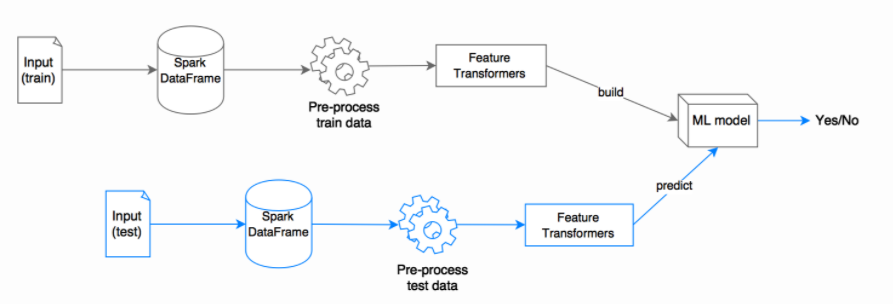 Input
(train)
Spark
DataFrame
Pre-process
train data
Feature
Transformers
build
ML model
Yes/No
predict
Input
(test)
Spark
DataFrame
Pre-process
test data
Feature
Transformers